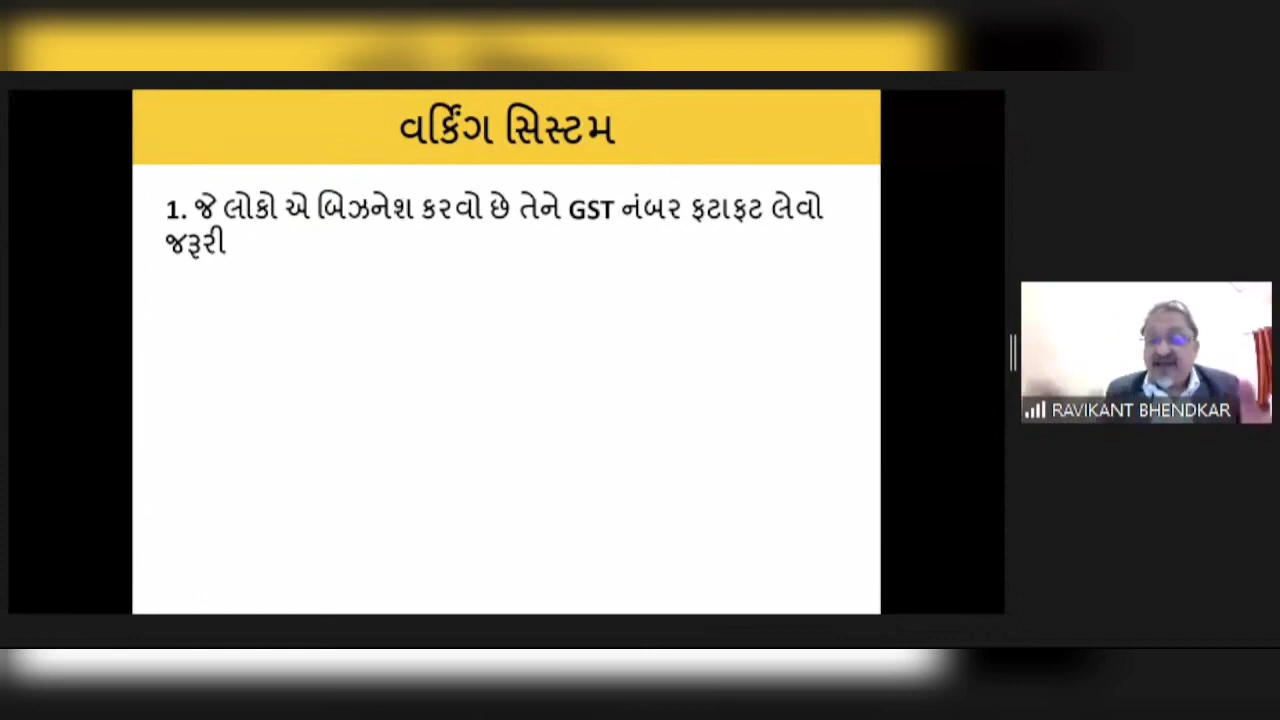 વર્કિંગ સિસ્ટમ
1. જે લોકો એ બિઝનેશ કરવો છે તેને GST નંબર ફટાફટ લેવો
જરૂરી
RAVIKANT BHENDKAR